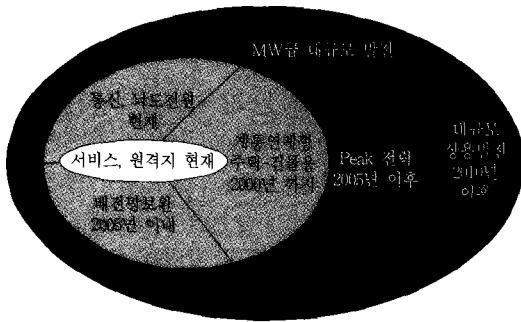 MW급 대규모 발전
통신, 낙도전원
현재
서비스, 원격지 현재
계통연계형
주택·건물용
2000년 까지
배전망보완
2005년 이내
Peak 전력
2005년 이후
대규모
상용발전
2010년
이후